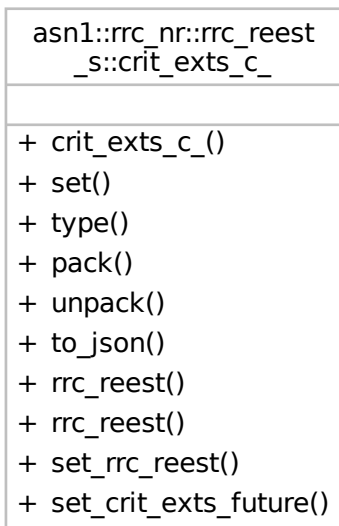 asn1::rrc_nr::rrc_reest
_s::crit_exts_c_
+ crit_exts_c_()
+ set()
+ type()
+ pack()
+ unpack()
+ to_json()
+ rrc_reest()
+ rrc_reest()
+ set_rrc_reest()
+ set_crit_exts_future()